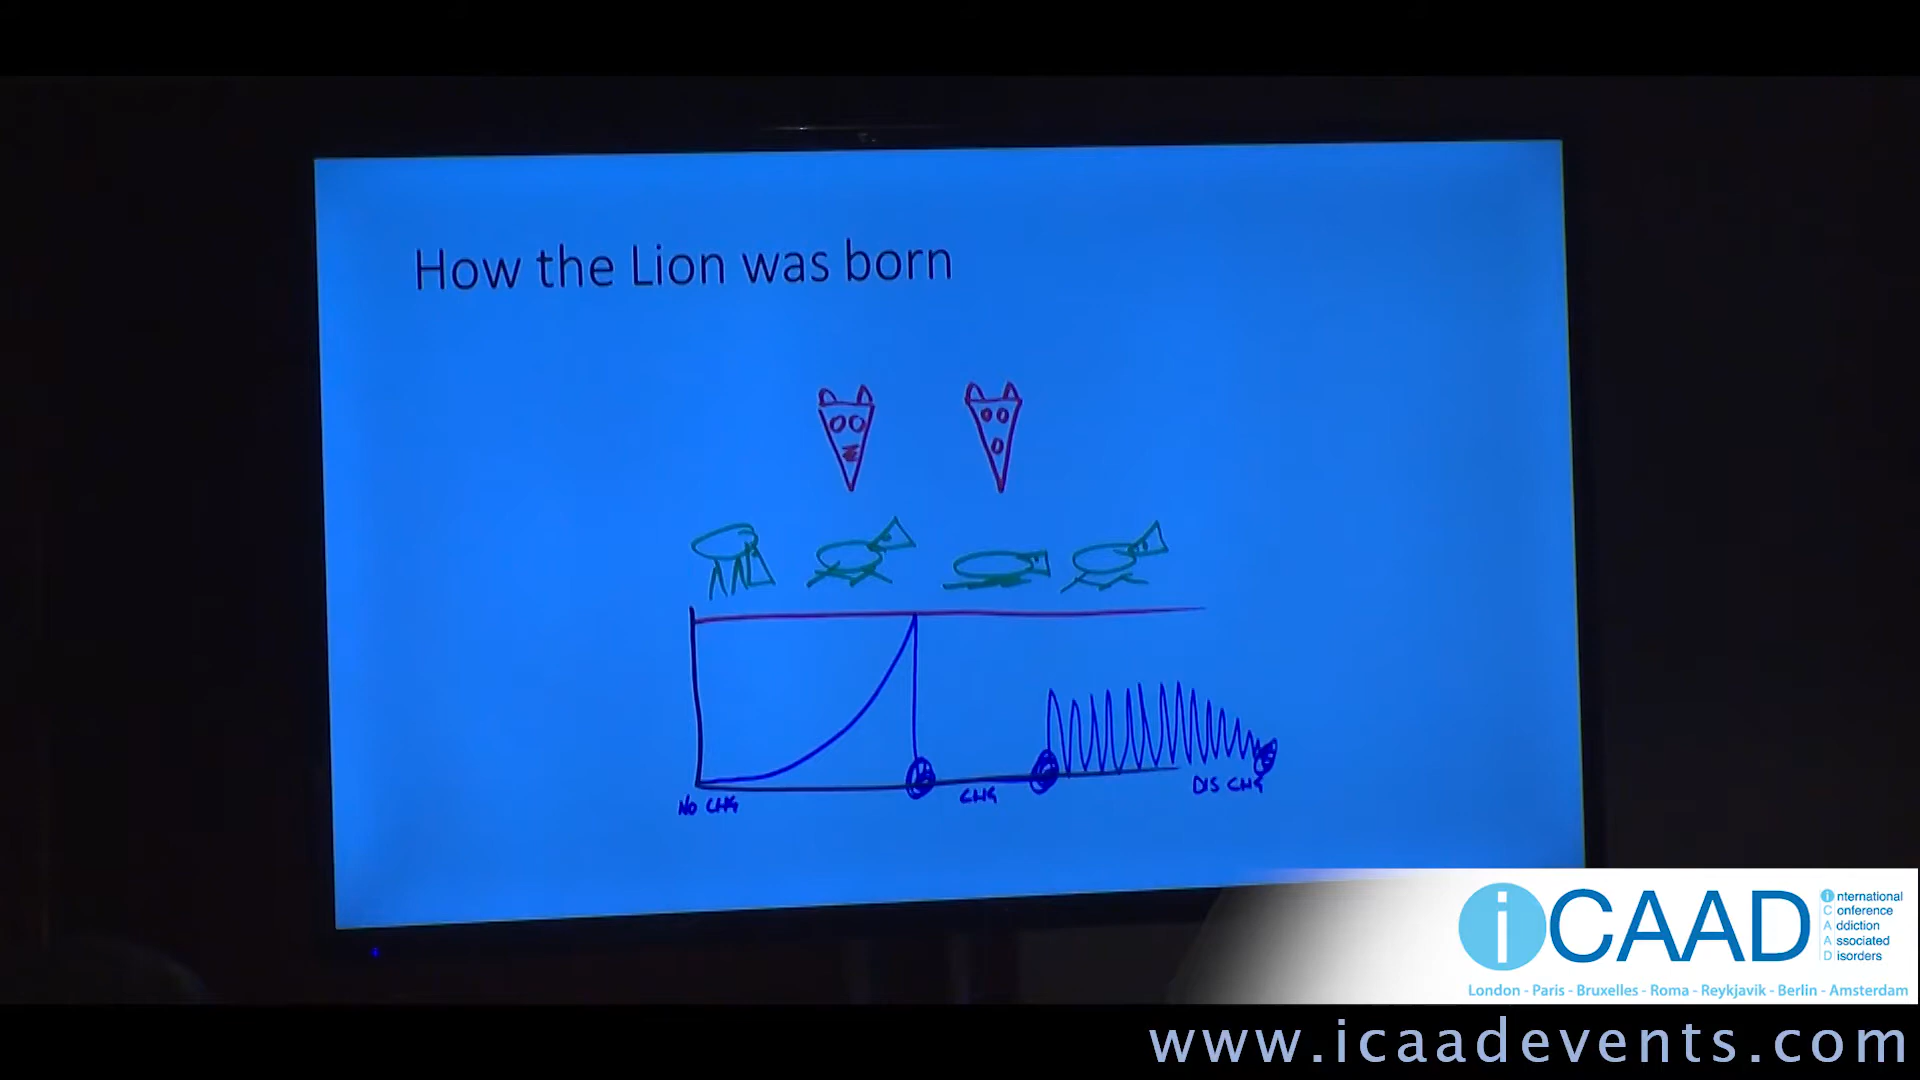 How the Lion was born
NO CHG
CHG
DIS CHG
iCAAD
international
Conference
Addiction
Associated
Disorders
London - Paris - Bruxelles - Roma - Reykjavik - Berlin - Amsterdam
www.icaadevents.com